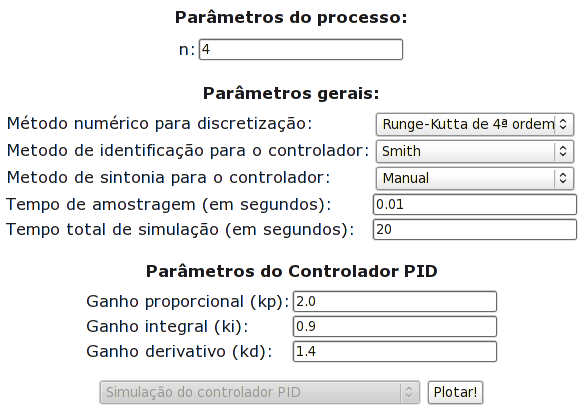 Parâmetros do processo:
n: 4
Parâmetros gerais:
Método numérico para discretização: Runge-Kutta de 4ª ordem
Metodo de identificação para o controlador: Smith
Metodo de sintonia para o controlador: Manual
Tempo de amostragem (em segundos): 0.01
Tempo total de simulação (em segundos): 20
Parâmetros do Controlador PID
Ganho proporcional (kp): 2.0
Ganho integral (ki): 0.9
Ganho derivativo (kd): 1.4
Simulação do controlador PID Plotar!